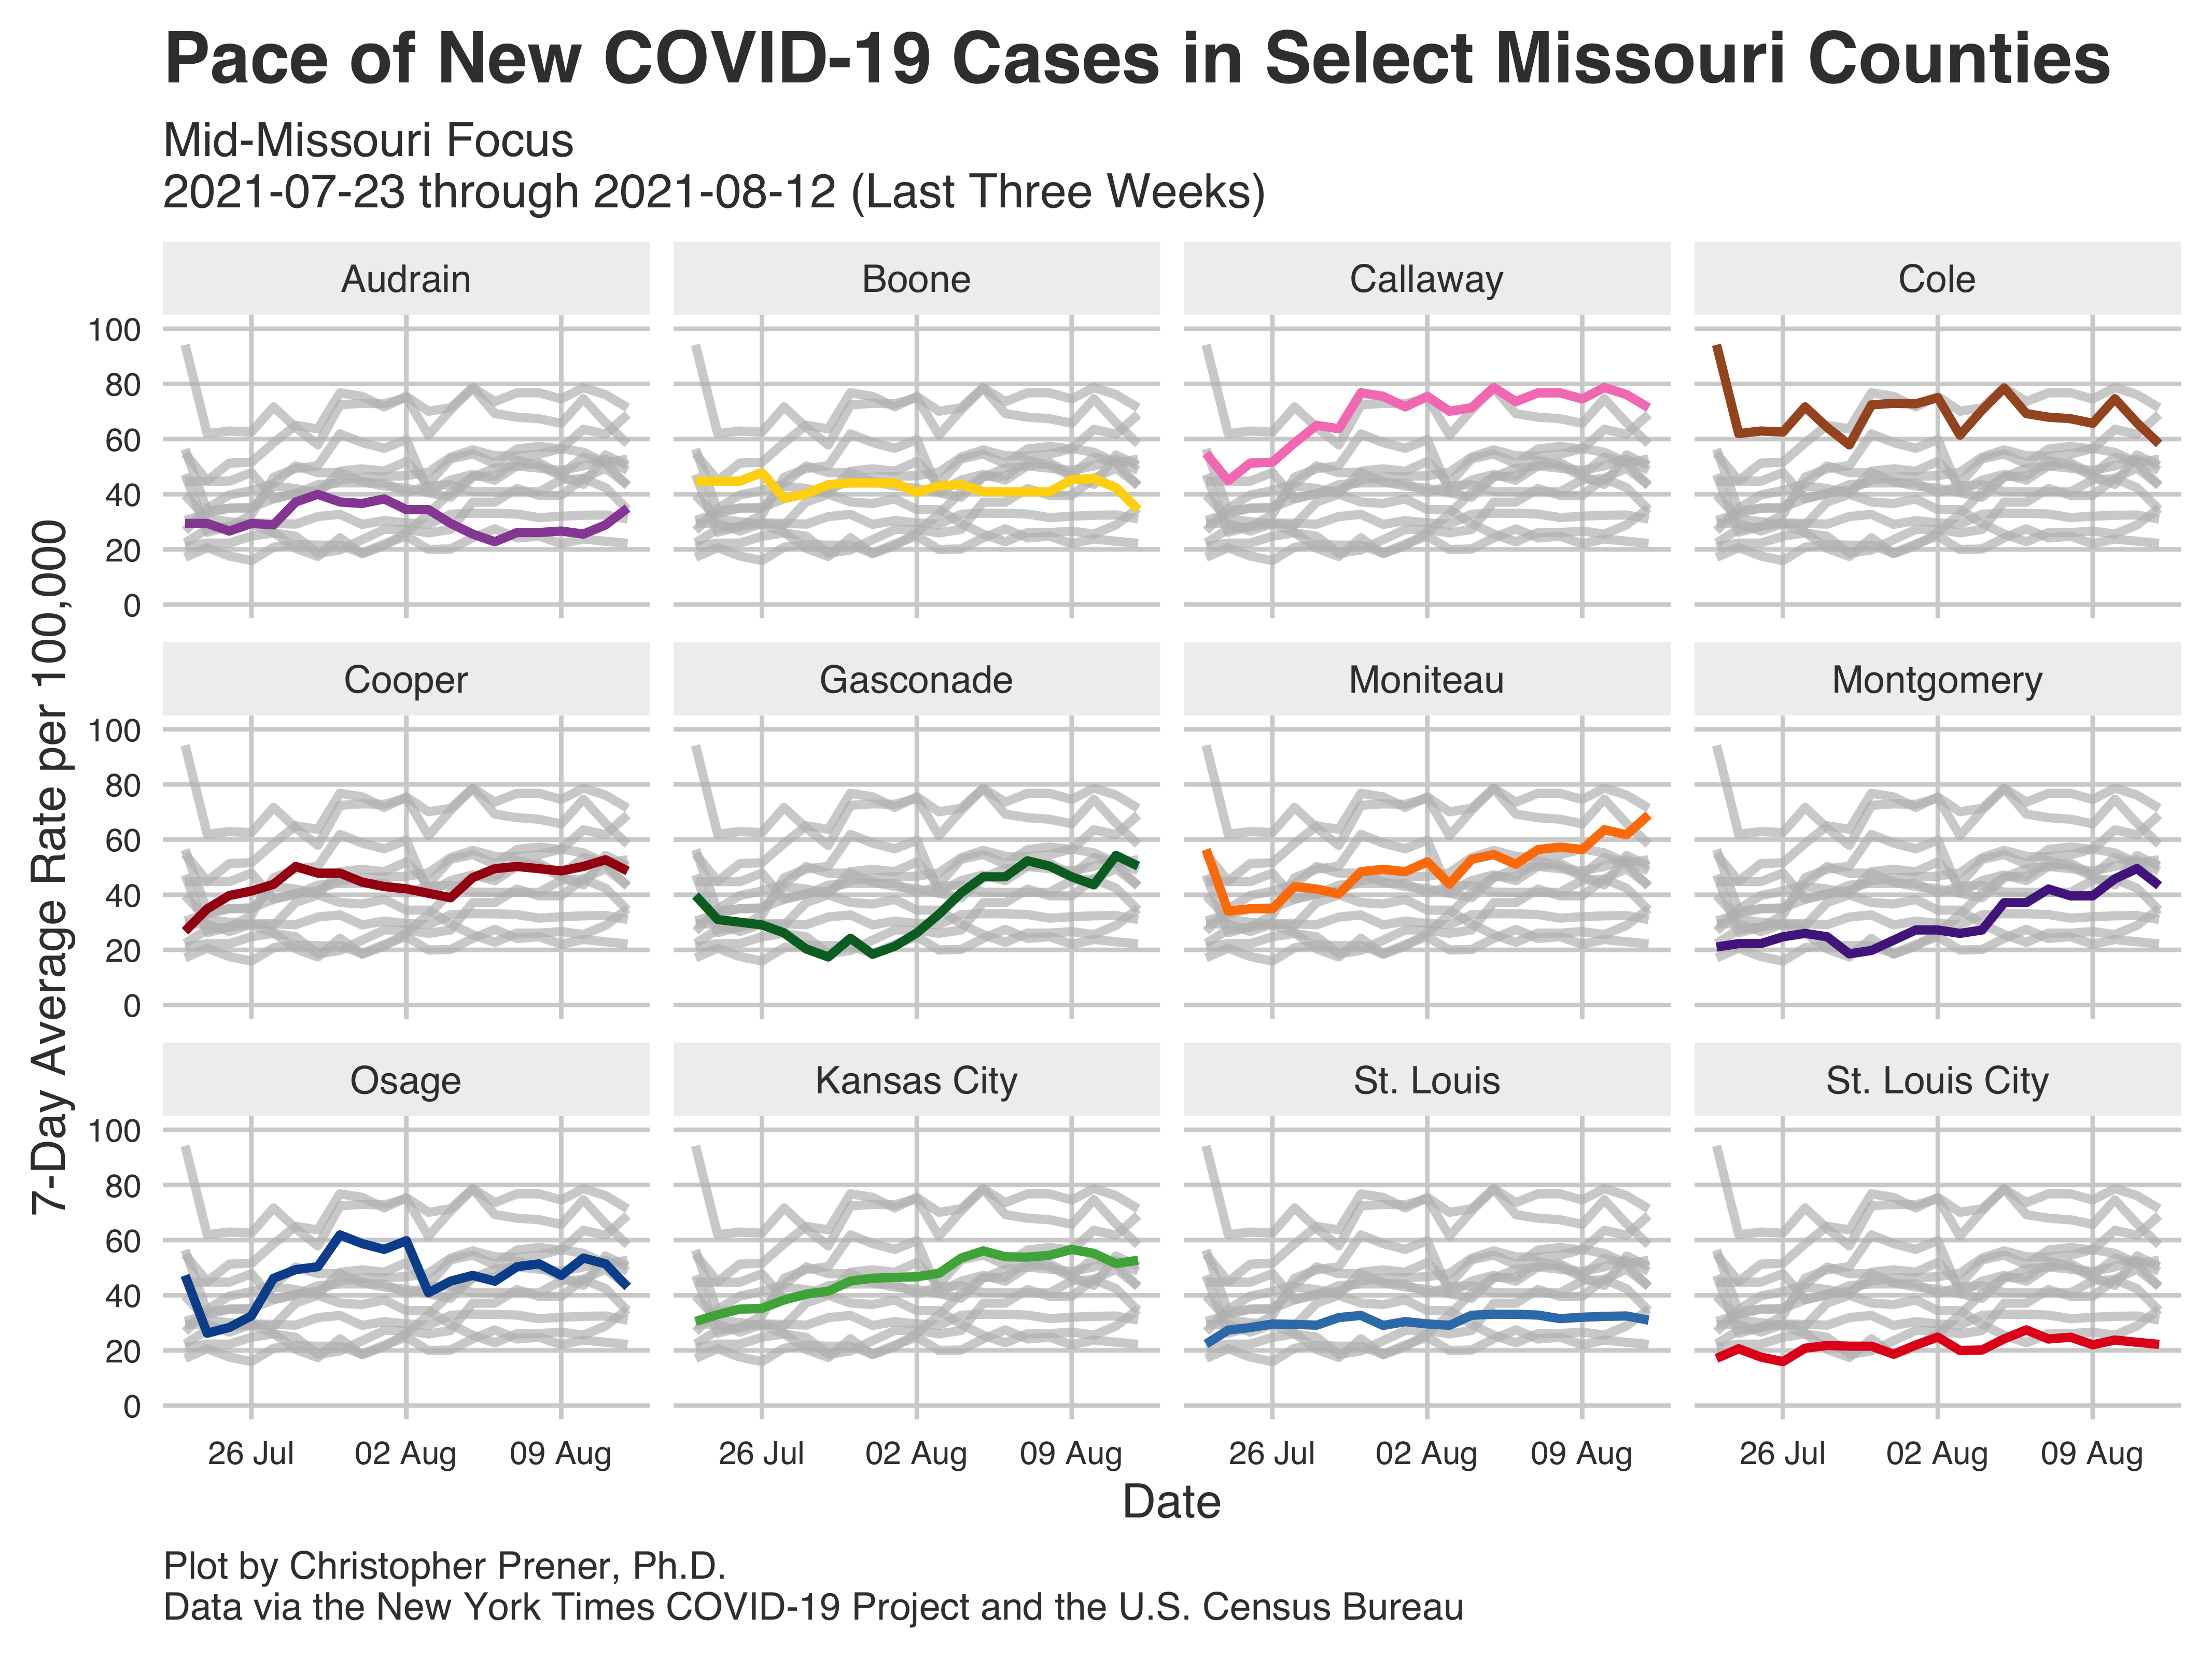 Pace of New COVID-19 Cases in Select Missouri Counties
Mid-Missouri Focus
2021-07-23 through 2021-08-12 (Last Three Weeks)
7-Day Average Rate per 100,000
Audrain
Boone
Callaway
Cole
100
80
60
40
20
0
Cooper
Gasconade
Moniteau
Montgomery
100
80
60
40
20
0
Osage
Kansas City
St. Louis
St. Louis City
100
80
60
40
20
0
26 Jul 02 Aug 09 Aug
26 Jul 02 Aug 09 Aug
26 Jul 02 Aug 09 Aug
26 Jul 02 Aug 09 Aug
Date
Plot by Christopher Prener, Ph.D.
Data via the New York Times COVID-19 Project and the U.S. Census Bureau